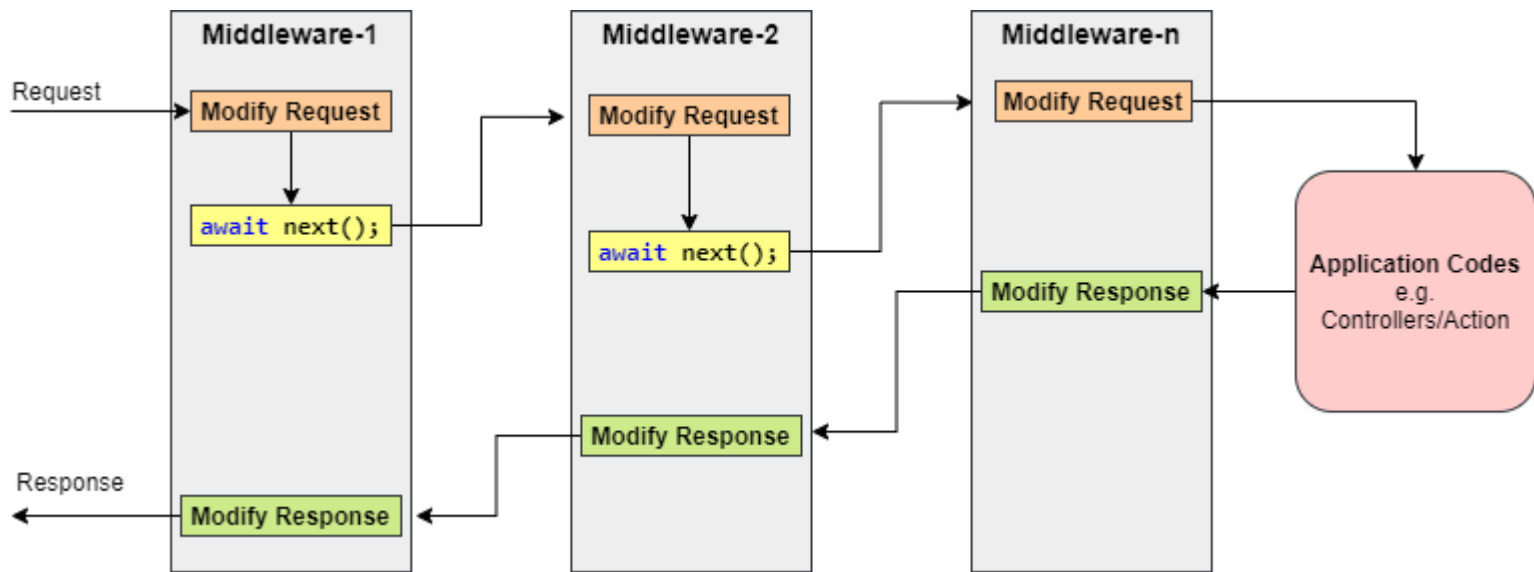 Middleware-1
Middleware-2
Middleware-n
Request
Modify Request
Modify Request
Modify Request
await next();
await next();
Application Codes
e.g.
Controllers/Action
Modify Response
Modify Response
Response
Modify Response